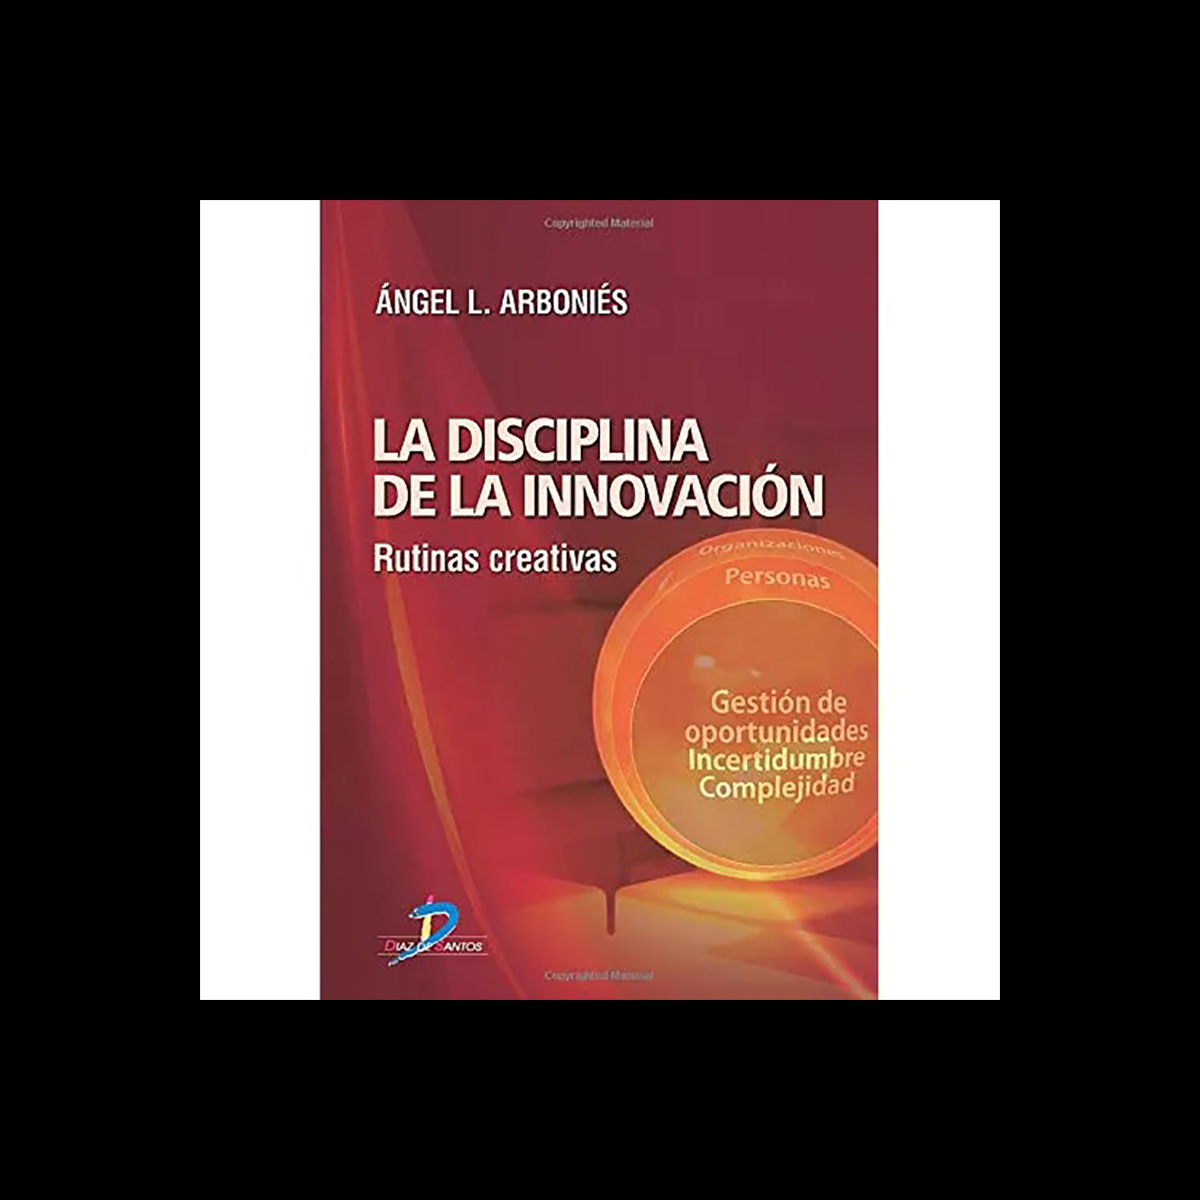 Copyrighted Material
ÁNGEL L. ARBONIÉS
LA DISCIPLINA
DE LA INNOVACIÓN
Rutinas creativas
Organizaciones
Personas
Gestión de
oportunidades
Incertidumbre
Complejidad
DIAZ DE SANTOS
Copyrighted Material